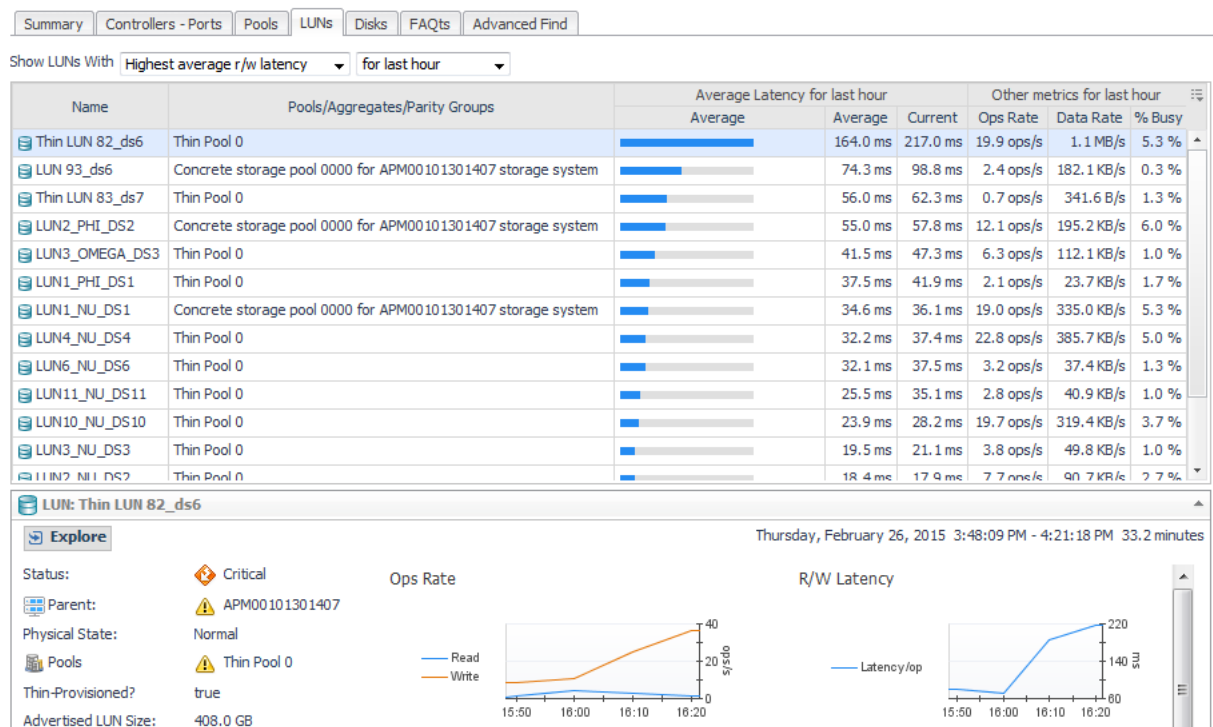 Summary Controllers - Ports Pools LUNs Disks FAQts Advanced Find
Show LUNs With Highest average r/w latency for last hour
Name Pools/Aggregates/Parity Groups Average Latency for last hour Other metrics for last hour
Average Average Current Ops Rate Data Rate % Busy
Thin LUN 82_ds6 Thin Pool 0 164.0 ms 217.0 ms 19.9 ops/s 1.1 MB/s 5.3 %
LUN 93_ds6 Concrete storage pool 0000 for APM00101301407 storage system 74.3 ms 98.8 ms 2.4 ops/s 182.1 KB/s 0.3 %
Thin LUN 83_ds7 Thin Pool 0 56.0 ms 62.3 ms 0.7 ops/s 341.6 B/s 1.3 %
LUN2_PHI_DS2 Concrete storage pool 0000 for APM00101301407 storage system 55.0 ms 57.8 ms 12.1 ops/s 195.2 KB/s 6.0 %
LUN3_OMEGA_DS3 Thin Pool 0 41.5 ms 47.3 ms 6.3 ops/s 112.1 KB/s 1.0 %
LUN1_PHI_DS1 Thin Pool 0 37.5 ms 41.9 ms 2.1 ops/s 23.7 KB/s 1.7 %
LUN1_NU_DS1 Concrete storage pool 0000 for APM00101301407 storage system 34.6 ms 36.1 ms 19.0 ops/s 335.0 KB/s 5.3 %
LUN4_NU_DS4 Thin Pool 0 32.2 ms 37.4 ms 22.8 ops/s 385.7 KB/s 5.0 %
LUN6_NU_DS6 Thin Pool 0 32.1 ms 37.5 ms 3.2 ops/s 37.4 KB/s 1.3 %
LUN11_NU_DS11 Thin Pool 0 25.5 ms 35.1 ms 2.8 ops/s 40.9 KB/s 1.0 %
LUN10_NU_DS10 Thin Pool 0 23.9 ms 28.2 ms 19.7 ops/s 319.4 KB/s 3.7 %
LUN3_NU_DS3 Thin Pool 0 19.5 ms 21.1 ms 3.8 ops/s 49.8 KB/s 1.0 %
LUN2_NU_DS2 Thin Pool 0 18.4 ms 17.9 ms 7.7 ops/s 90.7 KB/s 2.7 %
LUN: Thin LUN 82_ds6
Explore Thursday, February 26, 2015 3:48:09 PM - 4:21:18 PM 33.2 minutes
Status: Critical
Parent: APM00101301407
Physical State: Normal
Pools Thin Pool 0
Thin-Provisioned? true
Advertised LUN Size: 408.0 GB
Ops Rate
Read
Write
40
20
0
ops/s
15:50 16:00 16:10 16:20
R/W Latency
Latency/op
220
140
60
ms
15:50 16:00 16:10 16:20